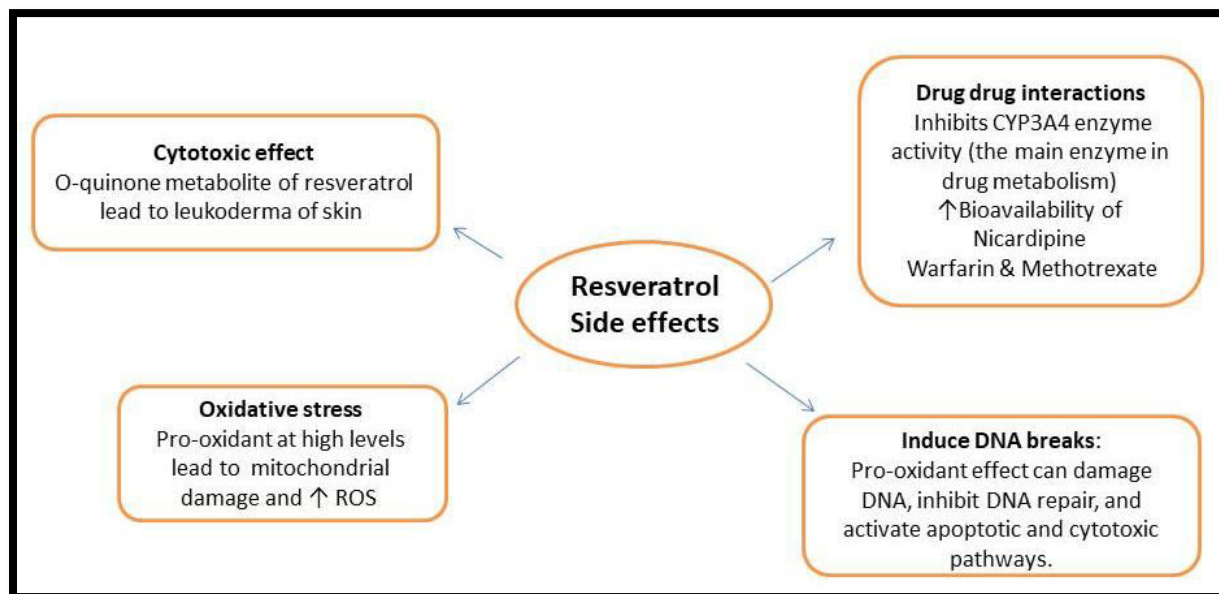 Cytotoxic effect
O-quinone metabolite of resveratrol
lead to leukoderma of skin
Drug drug interactions
Inhibits CYP3A4 enzyme
activity (the main enzyme in
drug metabolism)
↑Bioavailability of
Nicardipine
Warfarin & Methotrexate
Resveratrol
Side effects
Oxidative stress
Pro-oxidant at high levels
lead to mitochondrial
damage and ↑ ROS
Induce DNA breaks:
Pro-oxidant effect can damage
DNA, inhibit DNA repair, and
activate apoptotic and cytotoxic
pathways.